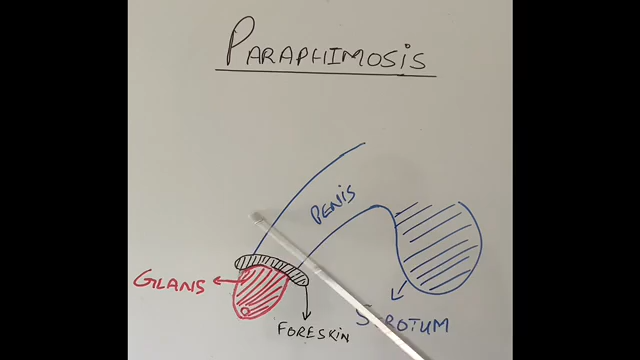 PARAPHIMOSIS
PENIS
GLANS
FORESKIN
SCROTUM